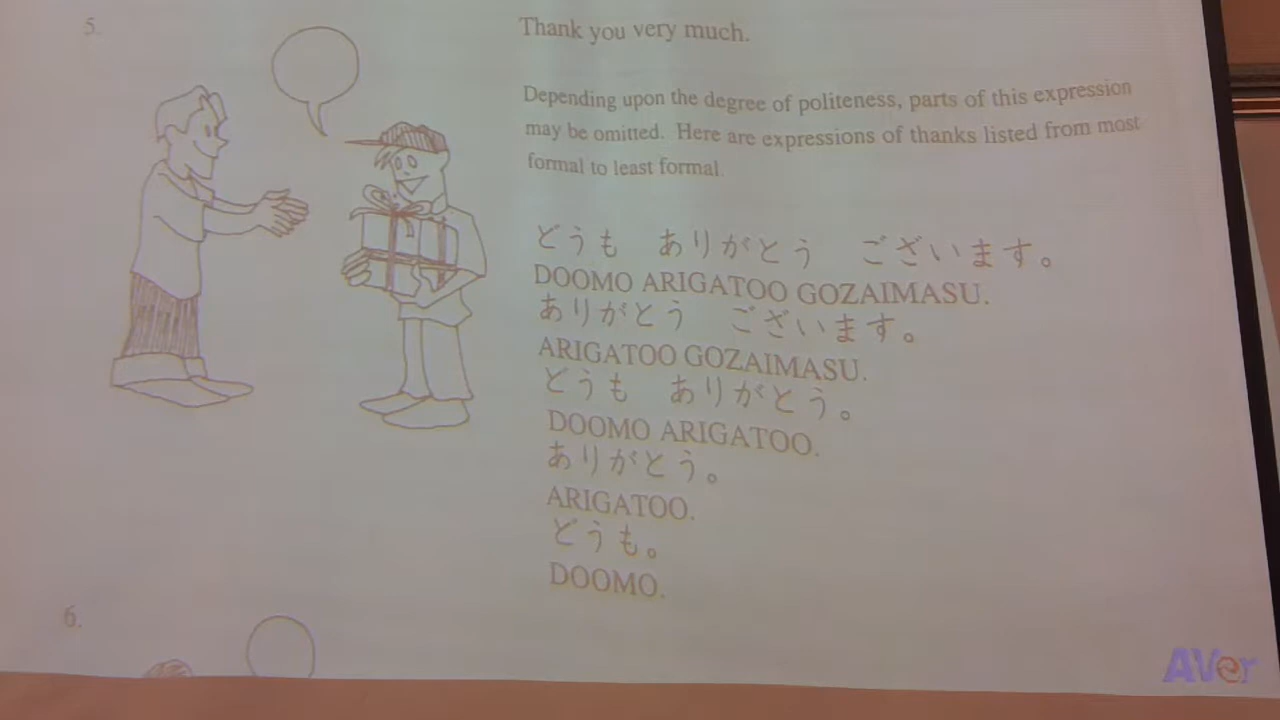 5.
Thank you very much.
Depending upon the degree of politeness, parts of this expression
may be omitted. Here are expressions of thanks listed from most
formal to least formal.
どうも ありがとう ございます。
DOOMO ARIGATOO GOZAIMASU.
ありがとう ございます。
ARIGATOO GOZAIMASU.
どうも ありがとう。
DOOMO ARIGATOO.
ありがとう。
ARIGATOO.
どうも。
DOOMO.
6.
AVer